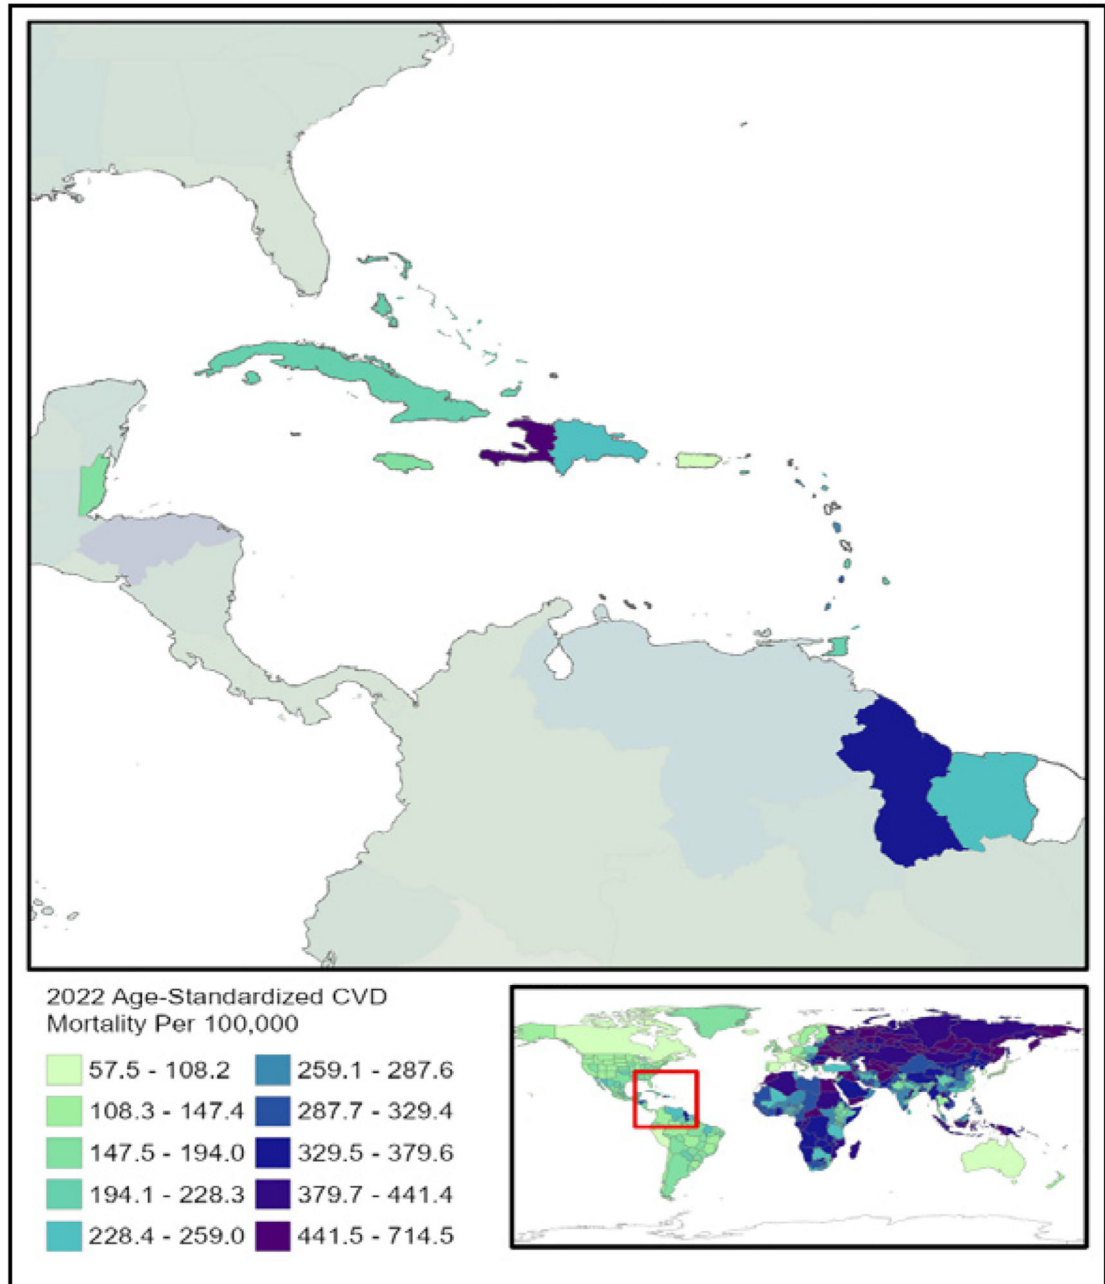 2022 Age-Standardized CVD
Mortality Per 100,000
57.5 - 108.2
108.3 - 147.4
147.5 - 194.0
194.1 - 228.3
228.4 - 259.0
259.1 - 287.6
287.7 - 329.4
329.5 - 379.6
379.7 - 441.4
441.5 - 714.5